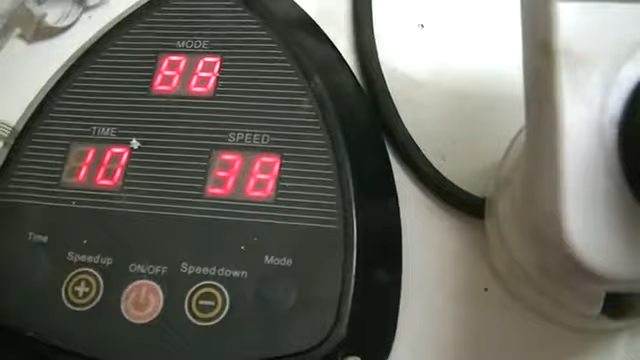 MODE
88
TIME
SPEED
10
38
Time
Speed up
ON/OFF
Speed down
Mode